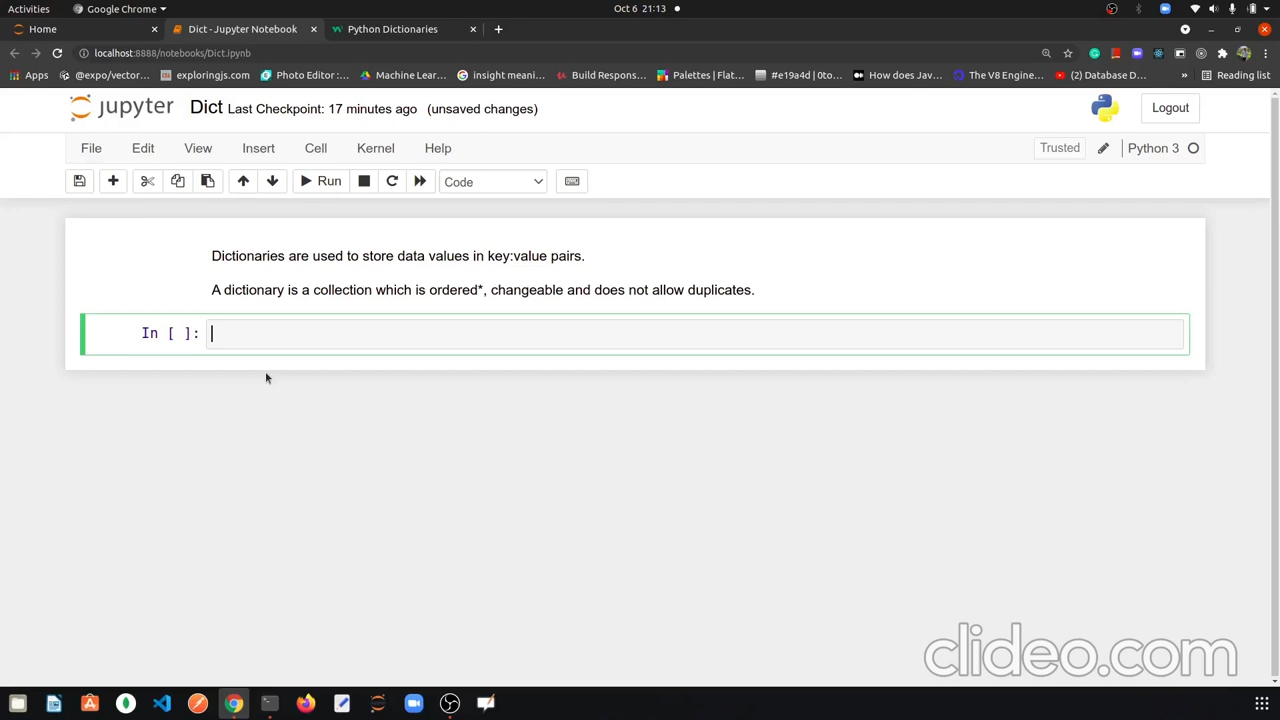 Activities Google Chrome Oct 6 21:13
Home Dict - Jupyter Notebook Python Dictionaries
localhost:8888/notebooks/Dict.ipynb
Apps @expo/vector... exploringjs.com Photo Editor :... Machine Lear... insight meani... Build Respons... Palettes | Flat... #e19a4d | 0to... How does Jav... The V8 Engine... (2) Database D... » Reading list
jupyter Dict Last Checkpoint: 17 minutes ago (unsaved changes) Logout
File Edit View Insert Cell Kernel Help Trusted Python 3
Run Code
Dictionaries are used to store data values in key:value pairs.
A dictionary is a collection which is ordered*, changeable and does not allow duplicates.
In [ ]:
clideo.com